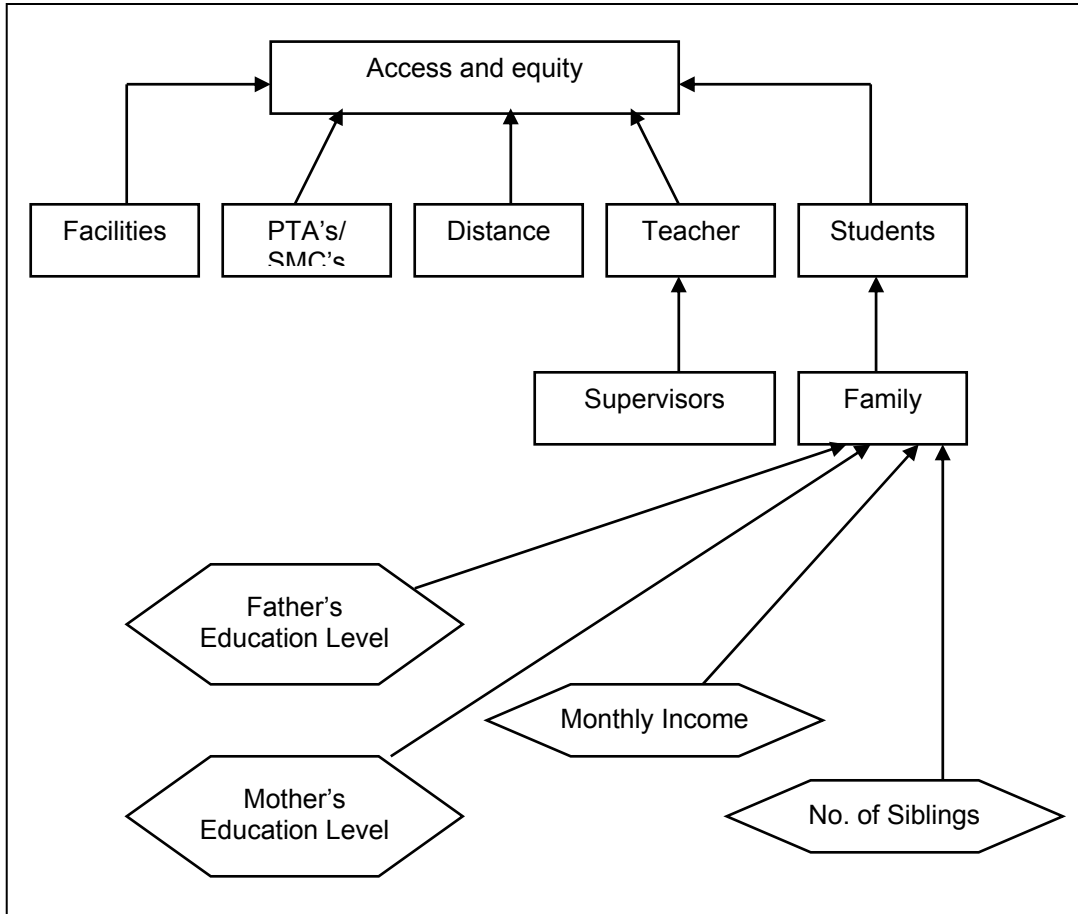 Access and equity
Facilities
PTA's/
SMC's
Distance
Teacher
Students
Supervisors
Family
Father’s
Education Level
Monthly Income
Mother’s
Education Level
No. of Siblings